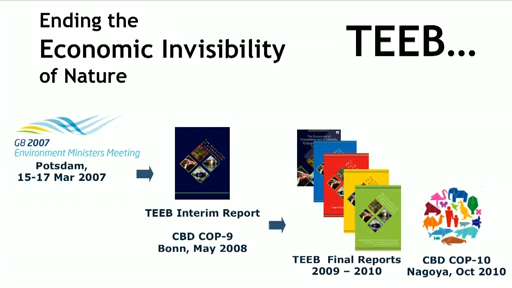 Ending the
Economic Invisibility
of Nature
TEEB...
G8 2007
Environment Ministers Meeting
Potsdam,
15-17 Mar 2007
TEEB Interim Report
CBD COP-9
Bonn, May 2008
TEEB Final Reports
2009 – 2010
CBD COP-10
Nagoya, Oct 2010